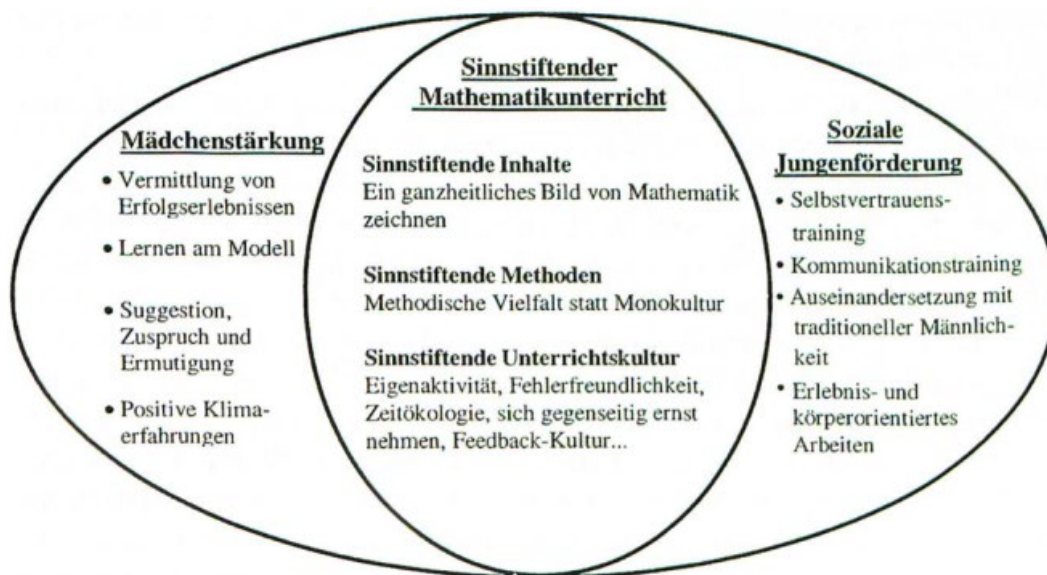 Mädchenstärkung
• Vermittlung von
Erfolgserlebnissen
• Lernen am Modell
• Suggestion,
Zuspruch und
Ermutigung
• Positive Klima-
erfahrungen
Sinnstiftender
Mathematikunterricht
Sinnstiftende Inhalte
Ein ganzheitliches Bild von Mathematik
zeichnen
Sinnstiftende Methoden
Methodische Vielfalt statt Monokultur
Sinnstiftende Unterrichtskultur
Eigenaktivität, Fehlerfreundlichkeit,
Zeitökologie, sich gegenseitig ernst
nehmen, Feedback-Kultur...
Soziale
Jungenförderung
• Selbstvertrauens-
training
• Kommunikationstraining
• Auseinandersetzung mit
traditioneller Männlich-
keit
• Erlebnis- und
körperorientiertes
Arbeiten